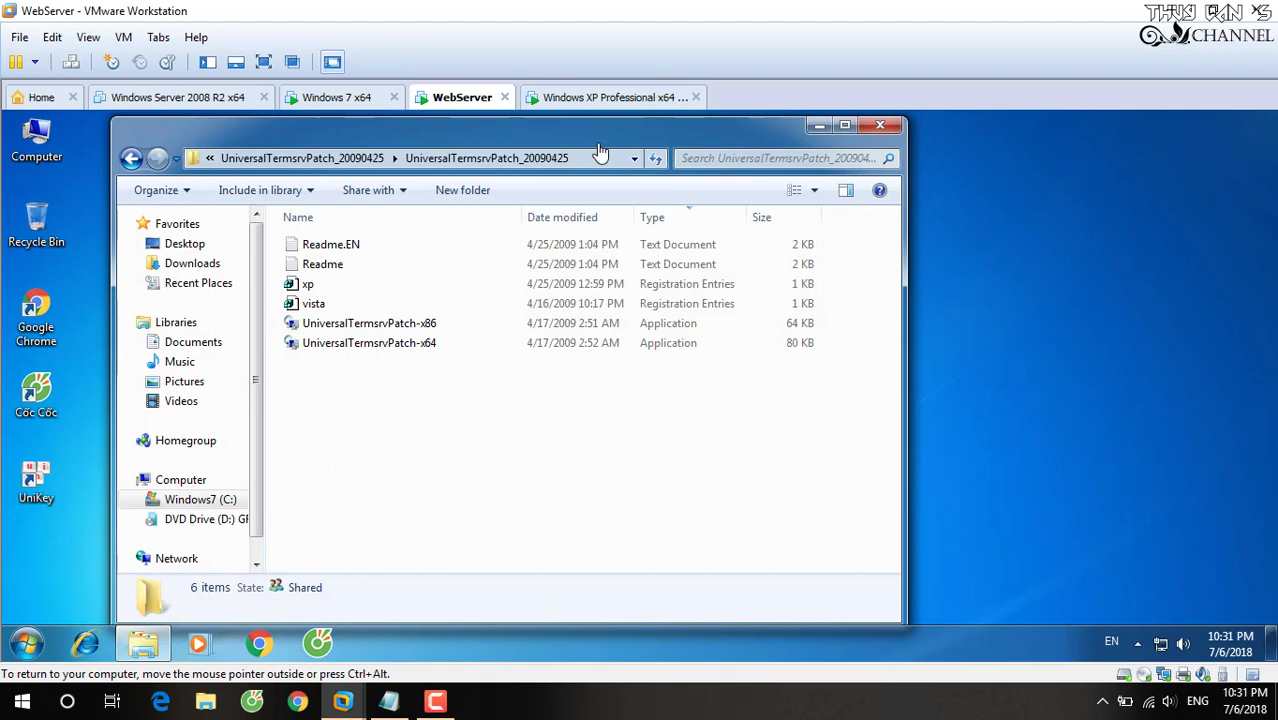 WebServer - VMware Workstation
THUY VAN'S
CHANNEL
File Edit View VM Tabs Help
Home Windows Server 2008 R2 x64 Windows 7 x64 WebServer Windows XP Professional x64 ...
Computer
Recycle Bin
Google
Chrome
Cốc Cốc
UniKey
« UniversalTermsrvPatch_20090425 UniversalTermsrvPatch_20090425 Search UniversalTermsrvPatch_200904...
Organize Include in library Share with New folder
Favorites
Desktop
Downloads
Recent Places
Libraries
Documents
Music
Pictures
Videos
Homegroup
Computer
Windows7 (C:)
DVD Drive (D:) GF
Network
Name Date modified Type Size
Readme.EN 4/25/2009 1:04 PM Text Document 2 KB
Readme 4/25/2009 1:04 PM Text Document 2 KB
xp 4/25/2009 12:59 PM Registration Entries 1 KB
vista 4/16/2009 10:17 PM Registration Entries 1 KB
UniversalTermsrvPatch-x86 4/17/2009 2:51 AM Application 64 KB
UniversalTermsrvPatch-x64 4/17/2009 2:52 AM Application 80 KB
6 items State: Shared
EN 10:31 PM
7/6/2018
To return to your computer, move the mouse pointer outside or press Ctrl+Alt.
ENG 10:31 PM
7/6/2018